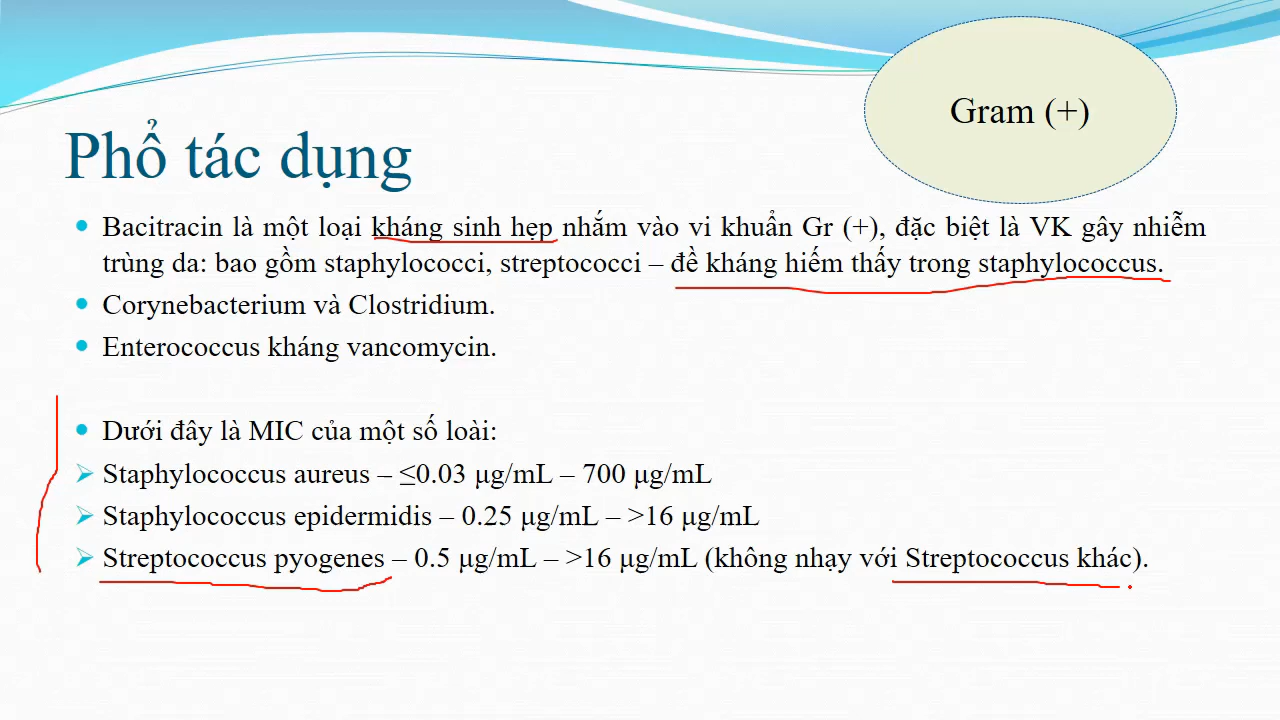 Gram (+)
Phổ tác dụng
Bacitracin là một loại kháng sinh hẹp nhắm vào vi khuẩn Gr (+), đặc biệt là VK gây nhiễm
trùng da: bao gồm staphylococci, streptococci – đề kháng hiếm thấy trong staphylococcus.
Corynebacterium và Clostridium.
Enterococcus kháng vancomycin.
Dưới đây là MIC của một số loài:
Staphylococcus aureus – ≤0.03 µg/mL – 700 µg/mL
Staphylococcus epidermidis – 0.25 µg/mL – >16 µg/mL
Streptococcus pyogenes – 0.5 µg/mL – >16 µg/mL (không nhạy với Streptococcus khác).